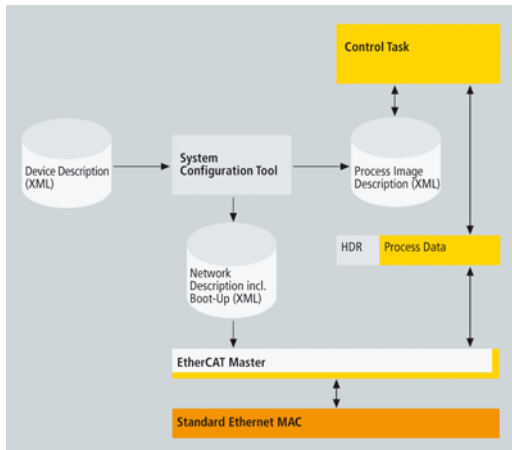 Control Task
System
Configuration Tool
Device Description
(XML)
Process Image
Description (XML)
HDR
Process Data
Network
Description incl.
Boot-Up (XML)
EtherCAT Master
Standard Ethernet MAC